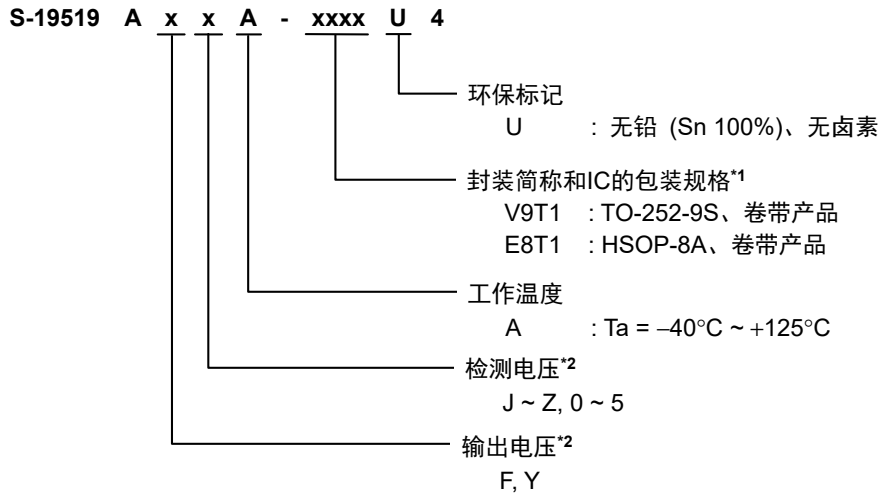 S-19519 A x x A - xxxx U 4
环保标记
U : 无铅 (Sn 100%)、无卤素
封装简称和IC的包装规格*1
V9T1 : TO-252-9S、卷带产品
E8T1 : HSOP-8A、卷带产品
工作温度
A : Ta = −40°C ~ +125°C
检测电压*2
J ~ Z, 0 ~ 5
输出电压*2
F, Y